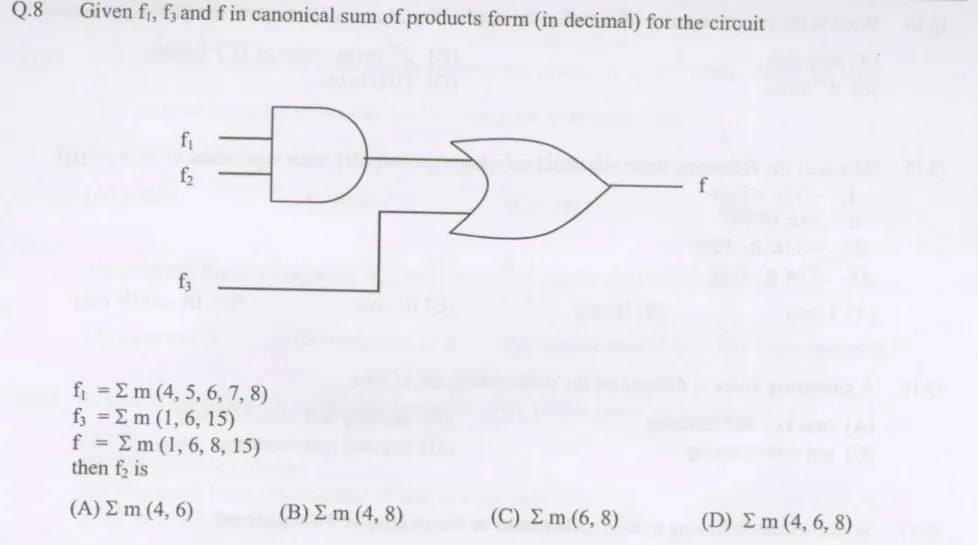 Q.8 Given f₁, f₃ and f in canonical sum of products form (in decimal) for the circuit
f₁
f₂
f
f₃
f₁ = Σ m (4, 5, 6, 7, 8)
f₃ = Σ m (1, 6, 15)
f = Σ m (1, 6, 8, 15)
then f₂ is
(A) Σ m (4, 6) (B) Σ m (4, 8) (C) Σ m (6, 8) (D) Σ m (4, 6, 8)